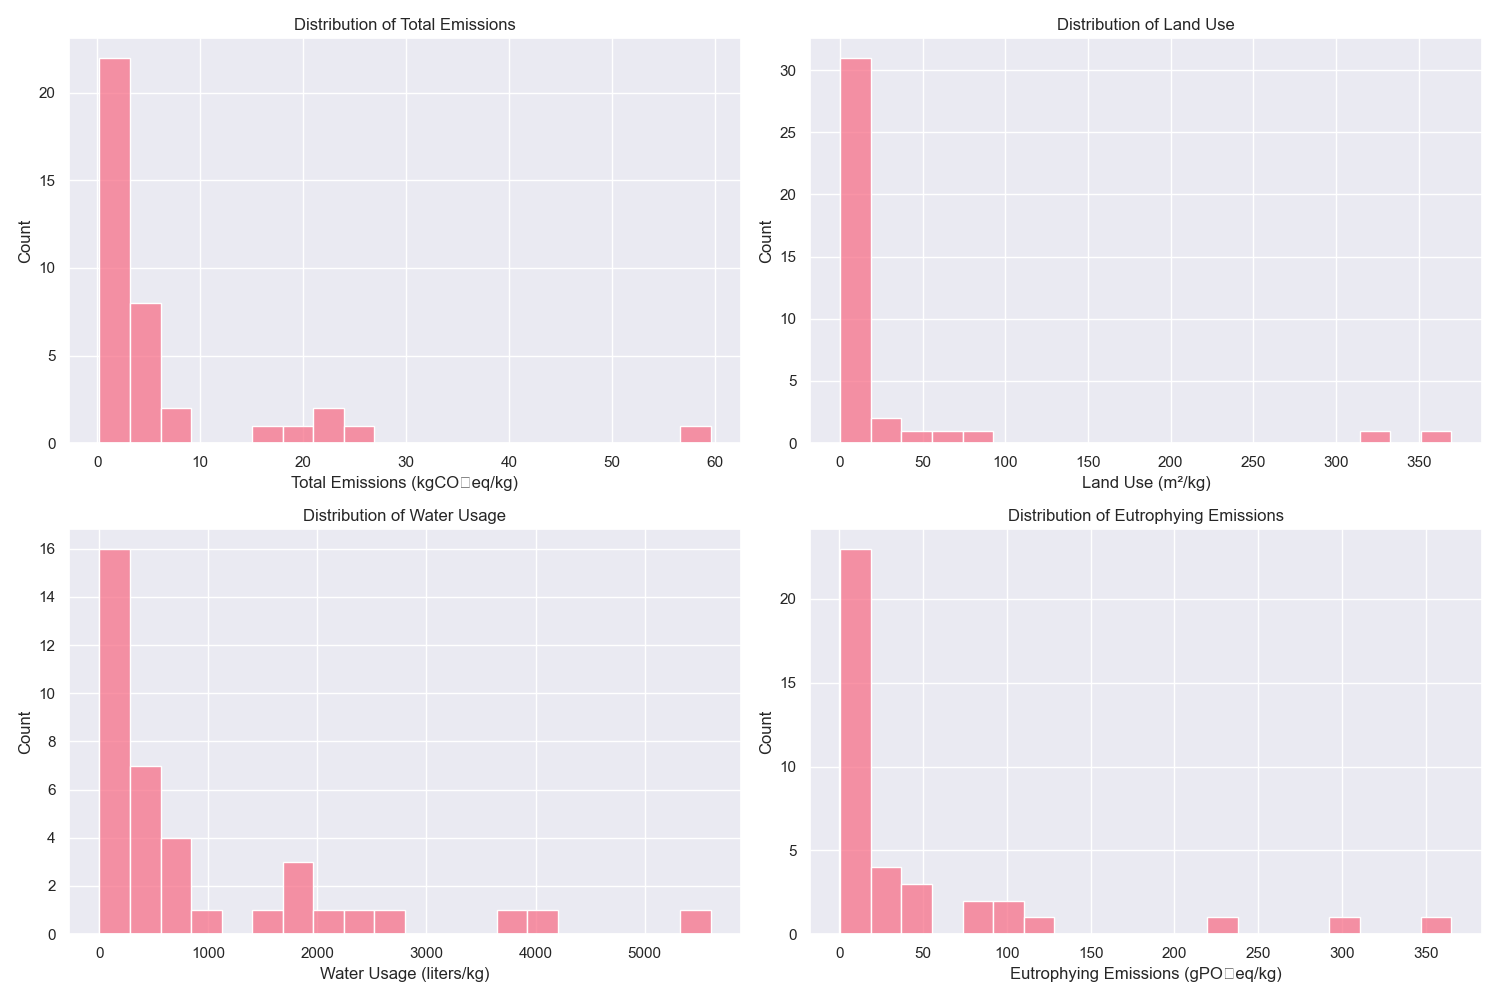 Distribution of Total Emissions
Count
20
15
10
5
0
0 10 20 30 40 50 60
Total Emissions (kgCO□eq/kg)
Distribution of Land Use
Count
30
25
20
15
10
5
0
0 50 100 150 200 250 300 350
Land Use (m²/kg)
Distribution of Water Usage
Count
16
14
12
10
8
6
4
2
0
0 1000 2000 3000 4000 5000
Water Usage (liters/kg)
Distribution of Eutrophying Emissions
Count
20
15
10
5
0
0 50 100 150 200 250 300 350
Eutrophying Emissions (gPO□eq/kg)